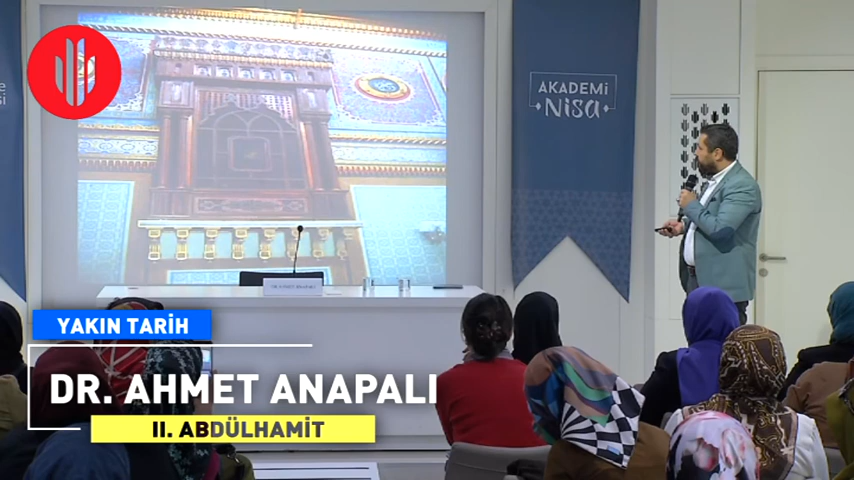 AKADEMİ
NİSA
YAKIN TARİH
DR. AHMET ANAPALI
II. ABDÜLHAMİT